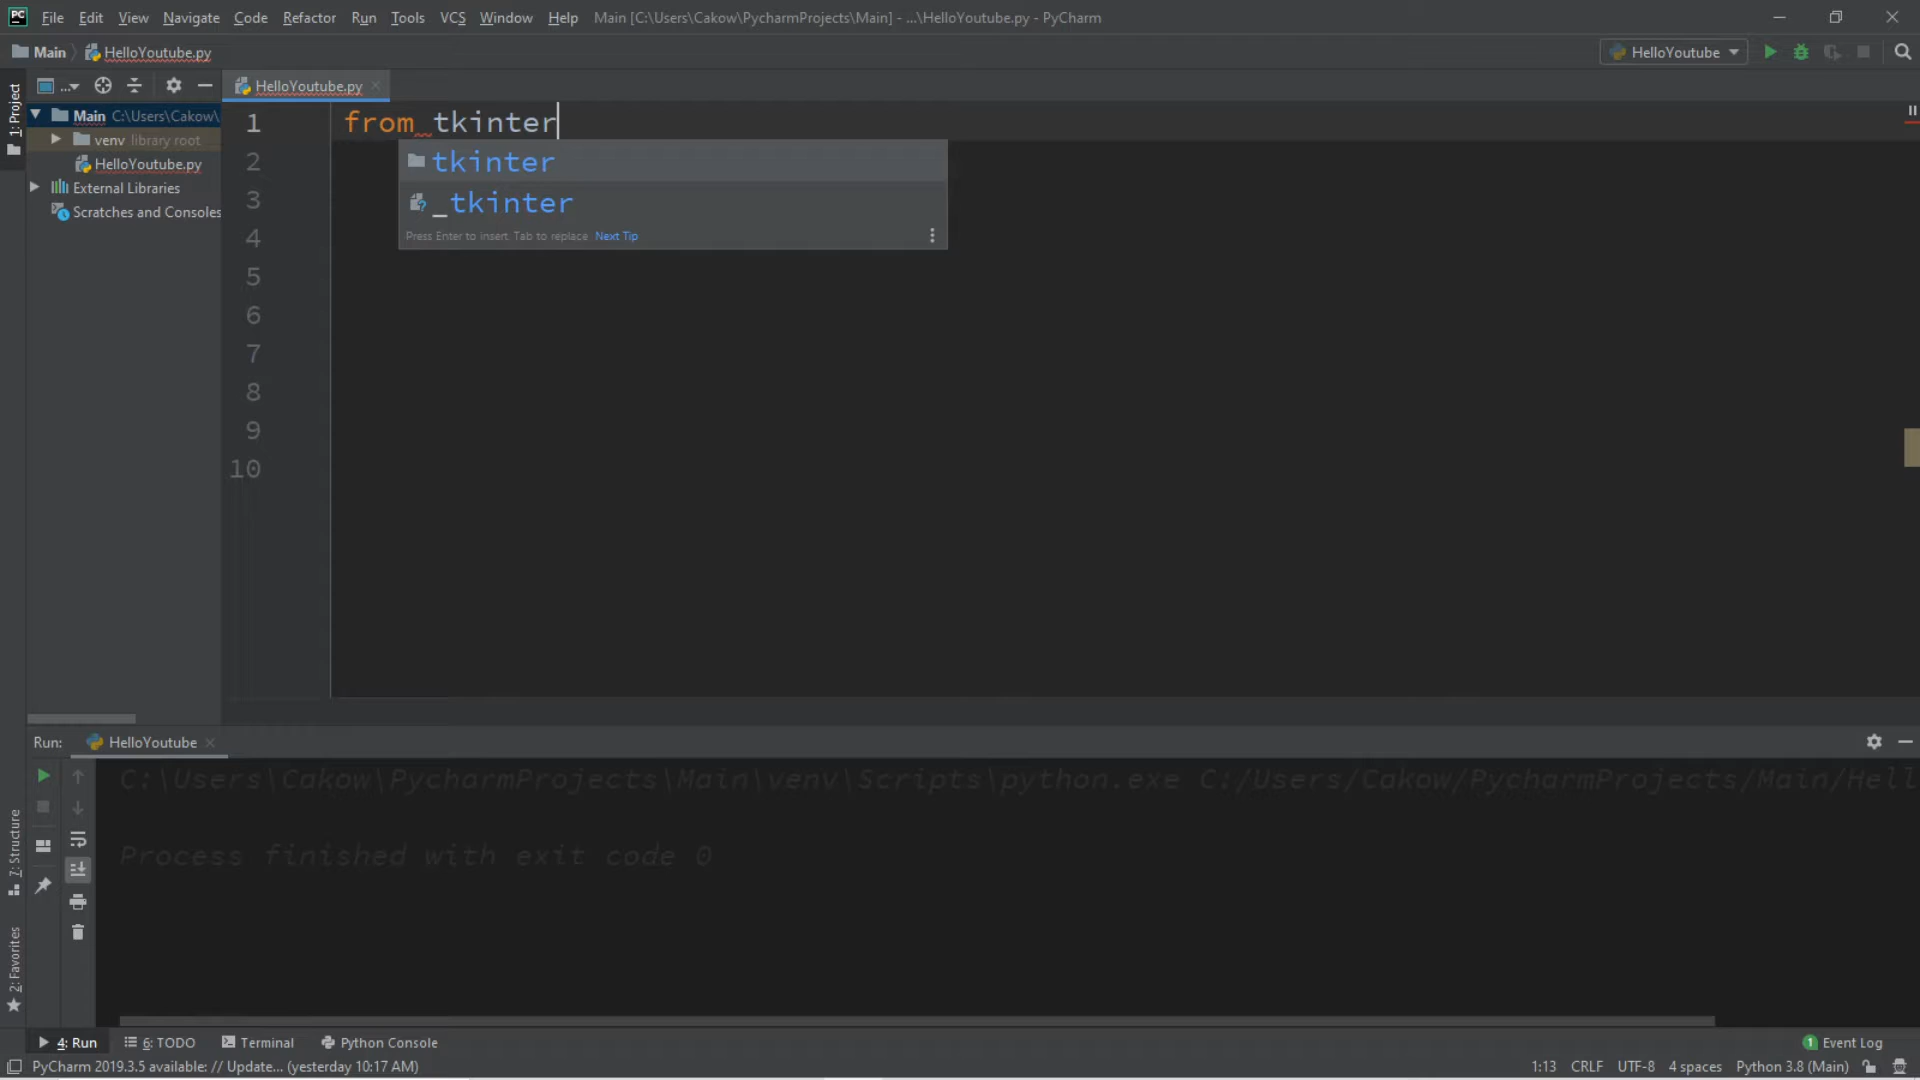 PC File Edit View Navigate Code Refactor Run Tools VCS Window Help Main [C:\Users\Cakow\PycharmProjects\Main] - ...\HelloYoutube.py - PyCharm
Main HelloYoutube.py HelloYoutube
... HelloYoutube.py
1: Project
Main C:\Users\Cakow\
venv library root
HelloYoutube.py
External Libraries
Scratches and Consoles
1 from tkinter
2
3
4
5
6
7
8
9
10
tkinter
_tkinter
Press Enter to insert, Tab to replace Next Tip
Run: HelloYoutube
C:\Users\Cakow\PycharmProjects\Main\venv\Scripts\python.exe C:/Users/Cakow/PycharmProjects/Main/Hell
Process finished with exit code 0
7: Structure
2: Favorites
4: Run 6: TODO Terminal Python Console 1 Event Log
PyCharm 2019.3.5 available: // Update... (yesterday 10:17 AM) 1:13 CRLF UTF-8 4 spaces Python 3.8 (Main)